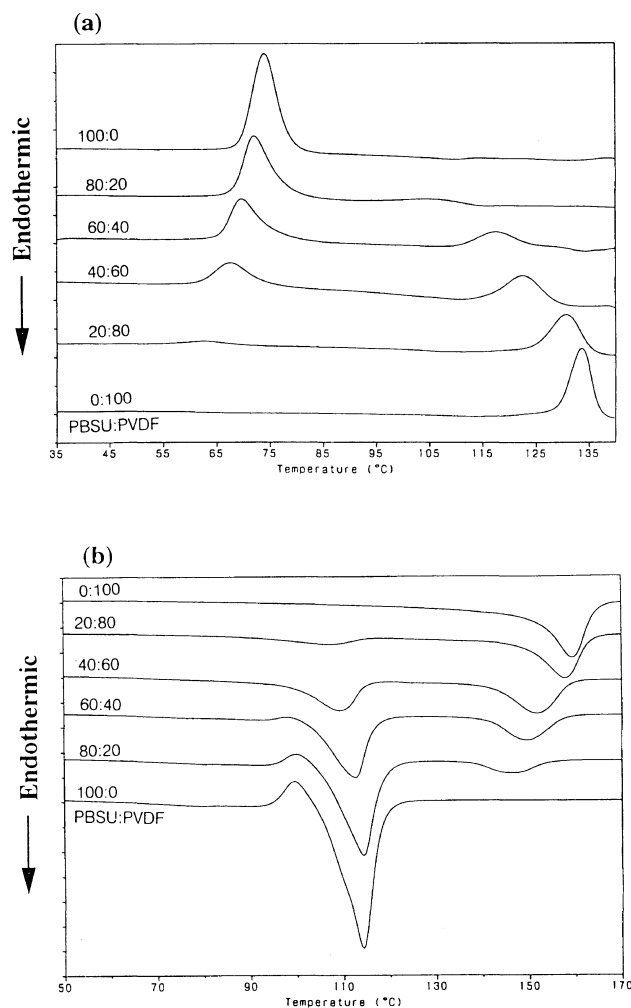 (a)
Endothermic
100:0
80:20
60:40
40:60
20:80
0:100
PBSU:PVDF
35 45 55 65 75 85 95 105 115 125 135
Temperature (°C)
(b)
Endothermic
0:100
20:80
40:60
60:40
80:20
100:0
PBSU:PVDF
50 70 90 110 130 150 170
Temperature (°C)